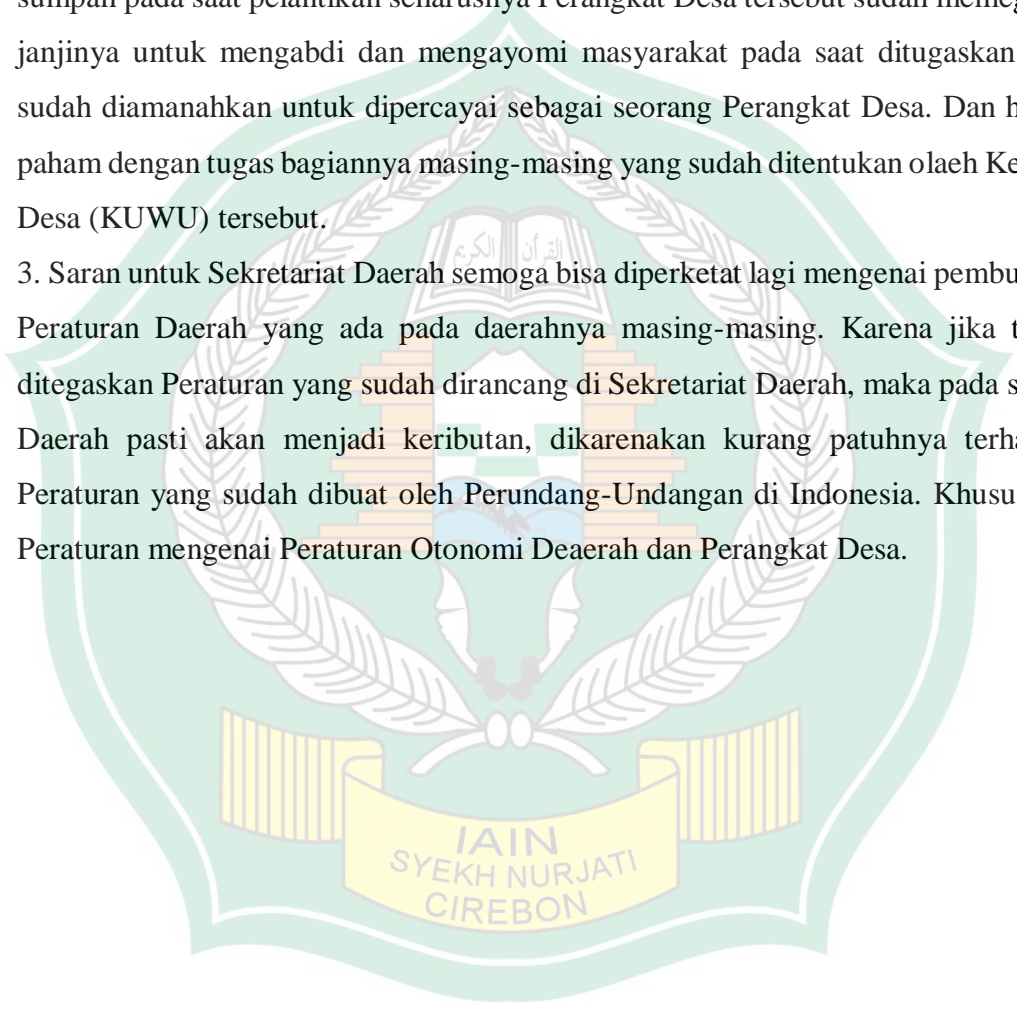 sumpah pada saat pelantikan seharusnya Perangkat Desa tersebut sudah
janjinya untuk mengabdi dan mengayomi masyarakat pada saat ditugaskan
sudah diamanahkan untuk dipercayai sebagai seorang Perangkat Desa. Dan
paham dengan tugas bagiannya masing-masing yang sudah ditentukan olaeh
Desa (KUWU) tersebut.
3. Saran untuk Sekretariat Daerah semoga bisa diperketat lagi mengenai
Peraturan Daerah yang ada pada daerahnya masing-masing. Karena jika
ditegaskan Peraturan yang sudah dirancang di Sekretariat Daerah, maka pada
Daerah pasti akan menjadi keributan, dikarenakan kurang patuhnya
Peraturan yang sudah dibuat oleh Perundang-Undangan di Indonesia.
Peraturan mengenai Peraturan Otonomi Deaerah dan Perangkat Desa.
القرآن الكريم
IAIN
SYEKH NURJATI
CIREBON